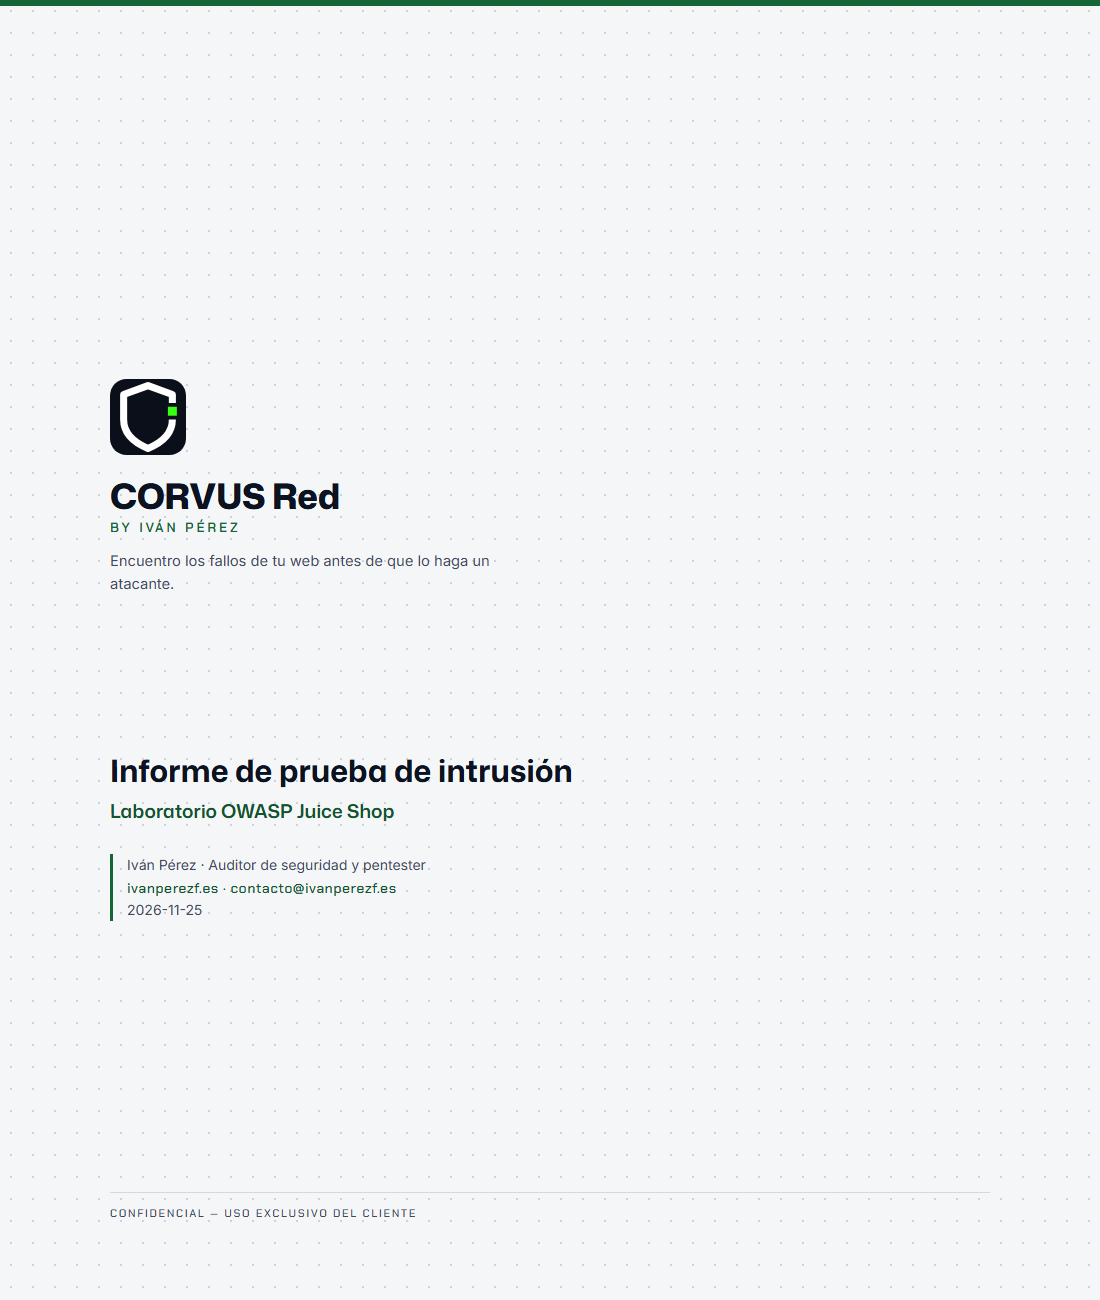 CORVUS Red
BY IVÁN PÉREZ
Encuentro los fallos de tu web antes de que lo haga un
atacante.
Informe de prueba de intrusión
Laboratorio OWASP Juice Shop
Iván Pérez · Auditor de seguridad y pentester
ivanperezf.es · contacto@ivanperezf.es
2026-11-25
CONFIDENCIAL — USO EXCLUSIVO DEL CLIENTE